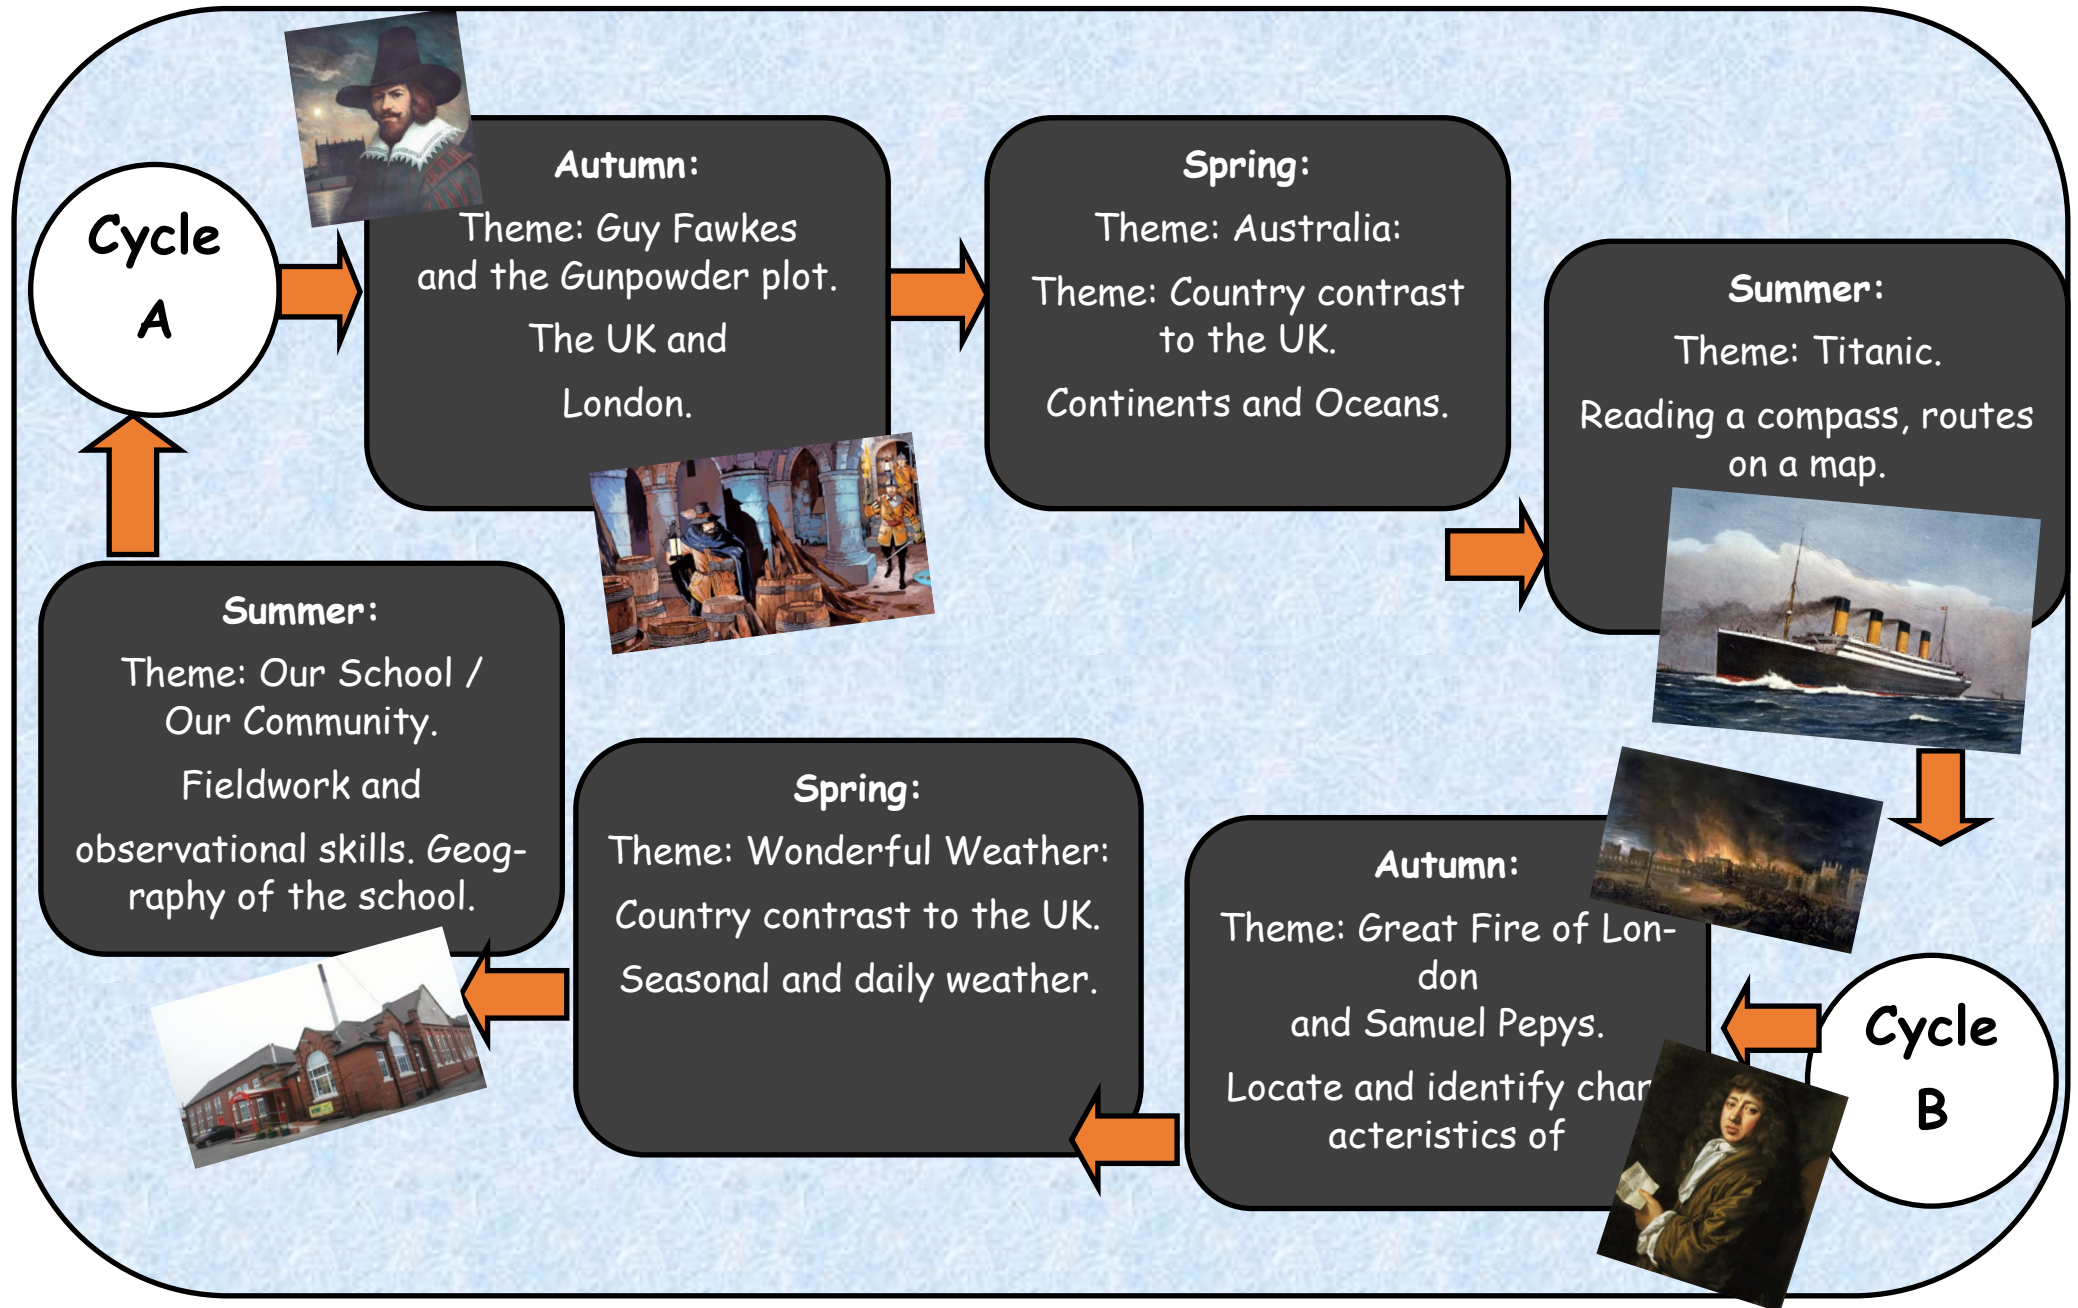 Cycle
A
Autumn:
Theme: Guy Fawkes
and the Gunpowder plot.
The UK and
London.
Spring:
Theme: Australia:
Theme: Country contrast
to the UK.
Continents and Oceans.
Summer:
Theme: Titanic.
Reading a compass, routes
on a map.
Cycle
B
Autumn:
Theme: Great Fire of Lon-
don
and Samuel Pepys.
Locate and identify char
acteristics of
Spring:
Theme: Wonderful Weather:
Country contrast to the UK.
Seasonal and daily weather.
Summer:
Theme: Our School /
Our Community.
Fieldwork and
observational skills. Geog-
raphy of the school.